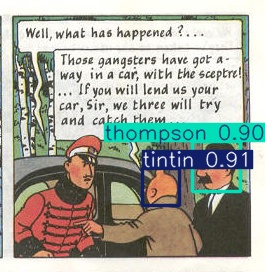 Well, what has happened ?...
Those gangsters have got a-
way in a car, with the sceptre!
... If you will lend us your
car, Sir, we three will try
and catch them...
thompson 0.90
tintin 0.91